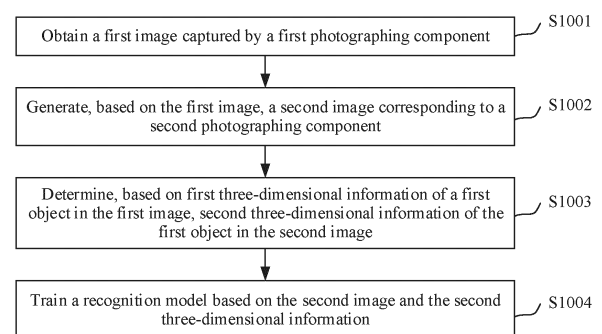 Obtain a first image captured by a first photographing component
S1001
Generate, based on the first image, a second image corresponding to a
second photographing component
S1002
Determine, based on first three-dimensional information of a first
object in the first image, second three-dimensional information of the
first object in the second image
S1003
Train a recognition model based on the second image and the second
three-dimensional information
S1004